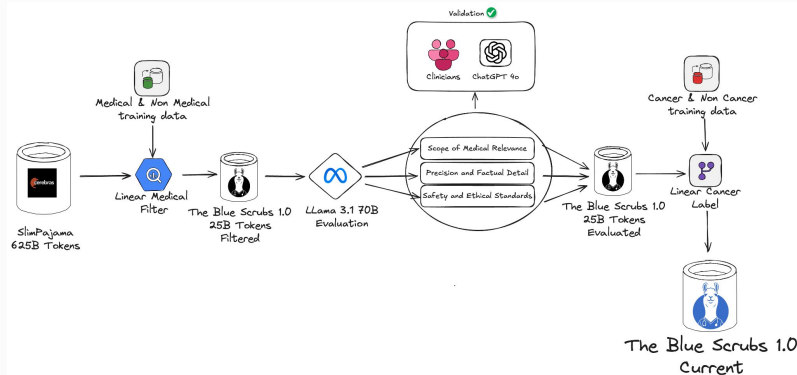 Validation
Clinicians
ChatGPT 4o
Medical & Non Medical
training data
Cancer & Non Cancer
training data
Cerebras
SlimPajama
625B Tokens
Linear Medical
Filter
The Blue Scrubs 1.0
25B Tokens
Filtered
LLama 3.1 70B
Evaluation
Scope of Medical Relevance
Precision and Factual Detail
Safety and Ethical Standards
The Blue Scrubs 1.0
25B Tokens
Evaluated
Linear Cancer
Label
The Blue Scrubs 1.0
Current